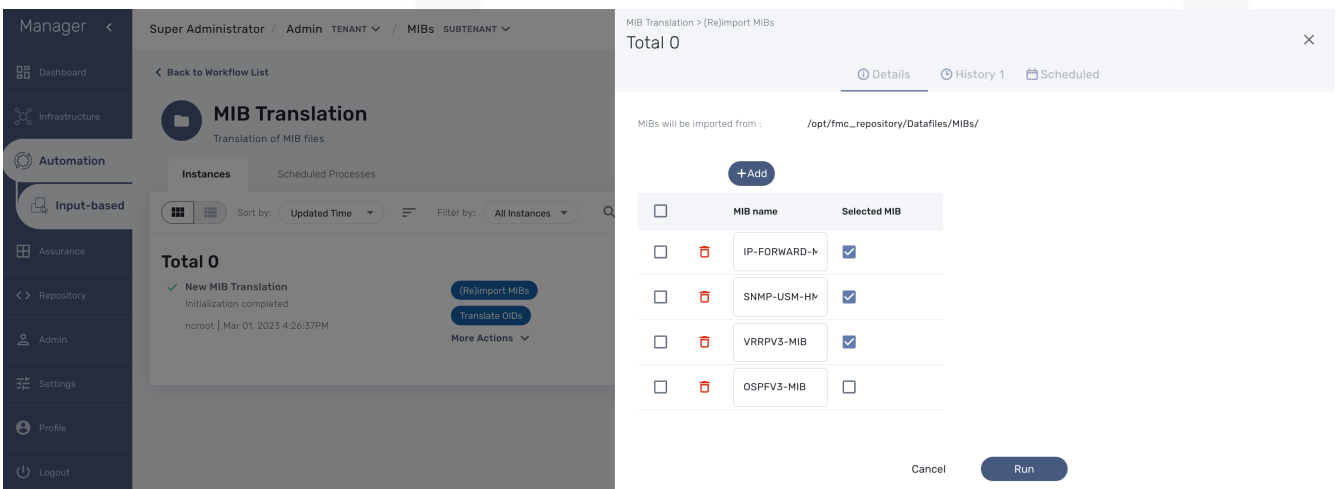 Manager
Dashboard
Infrastructure
Automation
Input-based
Assurance
Repository
Admin
Settings
Profile
Logout
Super Administrator / Admin TENANT / MIBs SUBTENANT
Back to Workflow List
MIB Translation
Translation of MIB files
Instances Scheduled Processes
Sort by: Updated Time Filter by: All Instances
Total 0
New MIB Translation
Initialization completed
ncroot | Mar 01, 2023 4:26:37PM
(Re)import MIBs
Translate OIDs
More Actions
MIB Translation > (Re)import MIBs
Total 0
Details History 1 Scheduled
MIBs will be imported from : /opt/fmc_repository/Datafiles/MIBs/
+Add
MIB name Selected MIB
IP-FORWARD-M
SNMP-USM-HM
VRRPV3-MIB
OSPFV3-MIB
Cancel Run